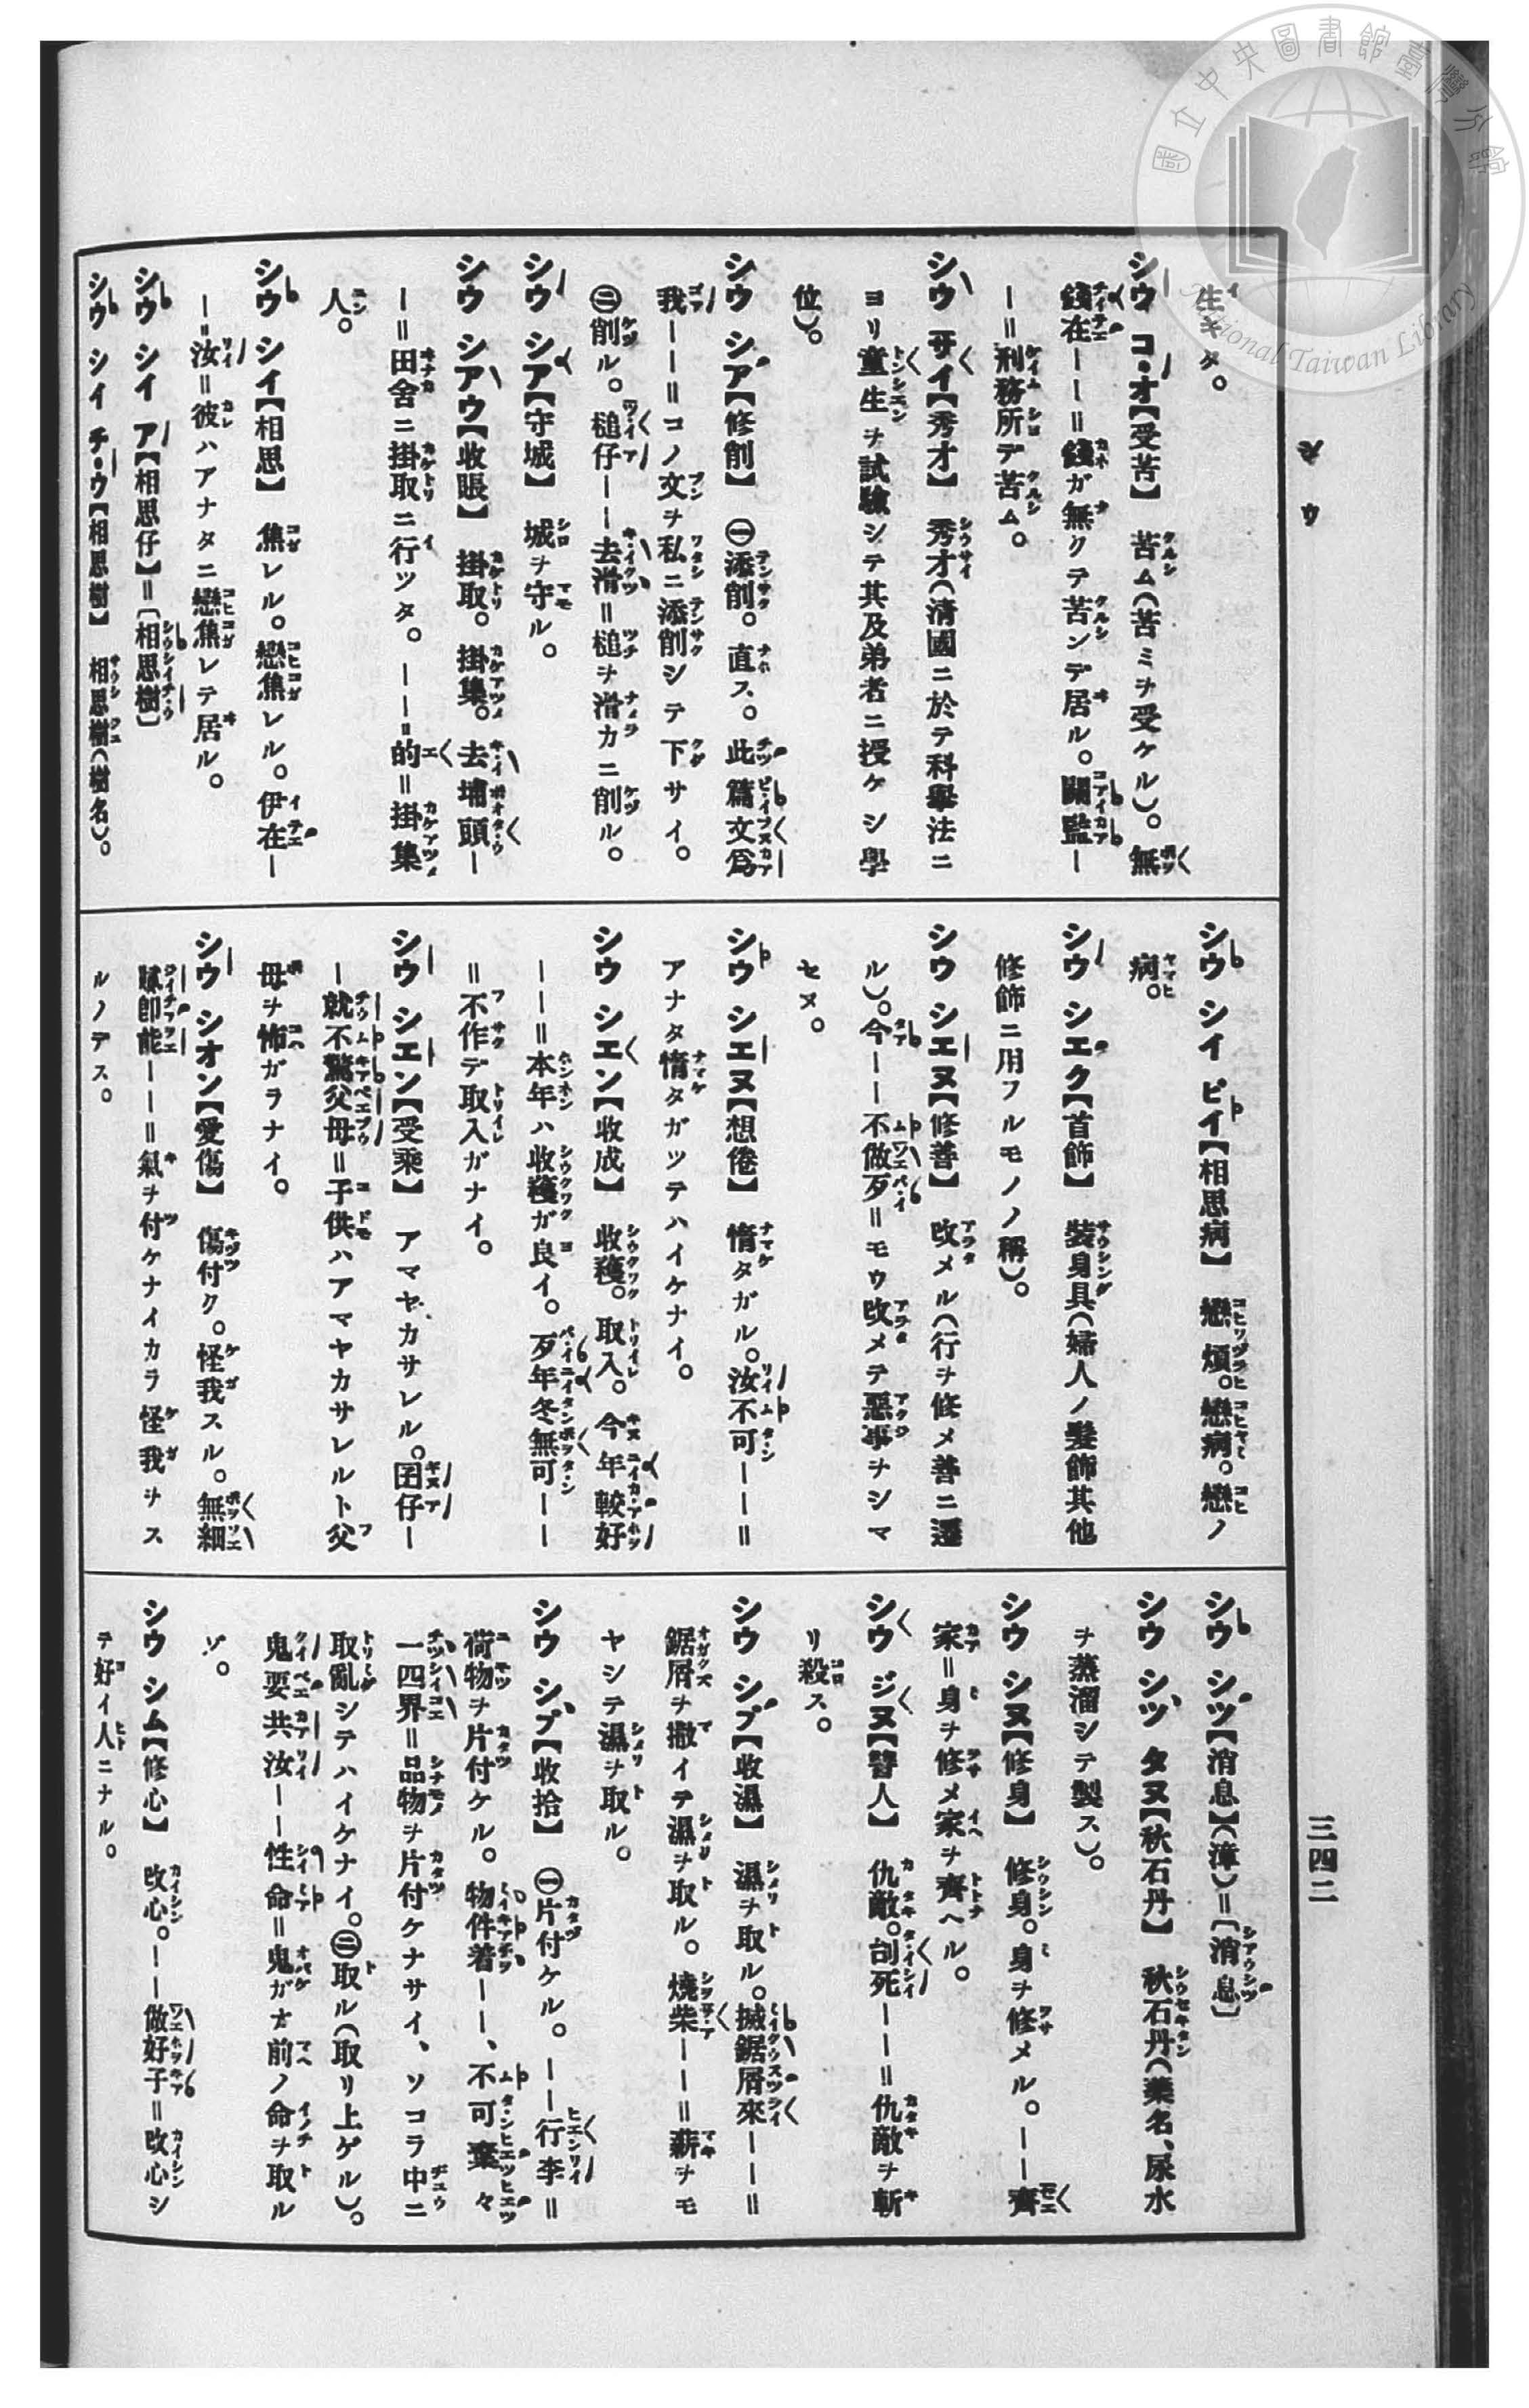 シウ
三四二
生キタ。
シウ コオ【受苦】 苦ム(苦ミヲ受ケル)。無
錢在ーー＝錢ガ無クテ苦ンデ居ル。關監ー
ー＝刑務所デ苦ム。
シウ サイ【秀才】 秀才(清國ニ於テ科擧法ニ
ヨリ童生ヲ試驗シテ其及弟者ニ授ケシ學
位)。
シウ シア【修削】 ㊀添削。直ス。此篇文爲
我ーー＝コノ文ヲ私ニ添削シテ下サイ。
㊁削ル。槌仔ーー去滑＝槌ヲ滑カニ削ル。
シウ シア【守城】 城ヲ守ル。
シウ シアウ【收賬】 掛取。掛集。去埔頭ー
ー＝田舍ニ掛取ニ行ツタ。ーー＝的＝掛集
人。
シウ シイ【相思】 焦レル。戀焦レル。伊在ー
ー＝汝＝彼ハアナタニ戀焦レテ居ル。
シウ シイ ア【相思仔】＝〔相思樹〕
シウ シイ チウ【相思樹】 相思樹(樹名)。
シウ シイ ピイ【相思病】 戀煩。戀病。戀ノ
病。
シウ シエク【首飾】 裝身具(婦人ノ髮飾其他
修飾ニ用フルモノノ稱)。
シウ シエヌ【修善】 改メル(行ヲ修メ善ニ遷
ル)。今ーー不做歹＝モウ改メテ惡事ヲシマ
セヌ。
シウ シエヌ【想倦】 惰タガル。汝不可ーー＝
アナタ惰タガツテハイケナイ。
シウ シエン【收成】 收穫。取入。今年較好
ーー＝本年ハ收穫ガ良イ。歹年冬無可ーー
＝不作デ取入ガナイ。
シウ シエン【受乘】 アマヤカサレル。囝仔ー
ー就不驚父母＝子供ハアマヤカサレルト父
母ヲ怖ガラナイ。
シウ シオン【愛傷】 傷付ク。怪我スル。無細
膩卽能ーー＝氣ヲ付ケナイカラ怪我ヲス
ルノデス。
シウ シツ【消息】(漳)＝〔消息〕
シウ シツ タヌ【秋石丹】 秋石丹(藥名、尿水
ヲ蒸溜シテ製ス)。
シウ シヌ【修身】 修身。身ヲ修メル。ーー齊
家＝身ヲ修メ家ヲ齊ヘル。
シウ ジヌ【讐人】 仇敵。刣死ーー＝仇敵ヲ斬
リ殺ス。
シウ シプ【收濕】 濕ヲ取ル。搣鋸屑來ーー＝
鋸屑ヲ撒イテ濕ヲ取ル。燒柴ーー＝薪ヲモ
ヤシテ濕ヲ取ル。
シウ シプ【收拾】 ㊀片付ケル。ーー行李＝
荷物ヲ片付ケル。物件着ーー、不可棄々
一四界＝品物ヲ片付ケナサイ、ソコラ中ニ
取亂シテハイケナイ。㊁取ル(取リ上ゲル)。
鬼要共汝ーー性命＝鬼ガオ前ノ命ヲ取ル
ゾ。
シウ シム【修心】 改心。ーー做好子＝改心シ
テ好イ人ニナル。
國立中央圖書館臺灣分館
National Taiwan Library